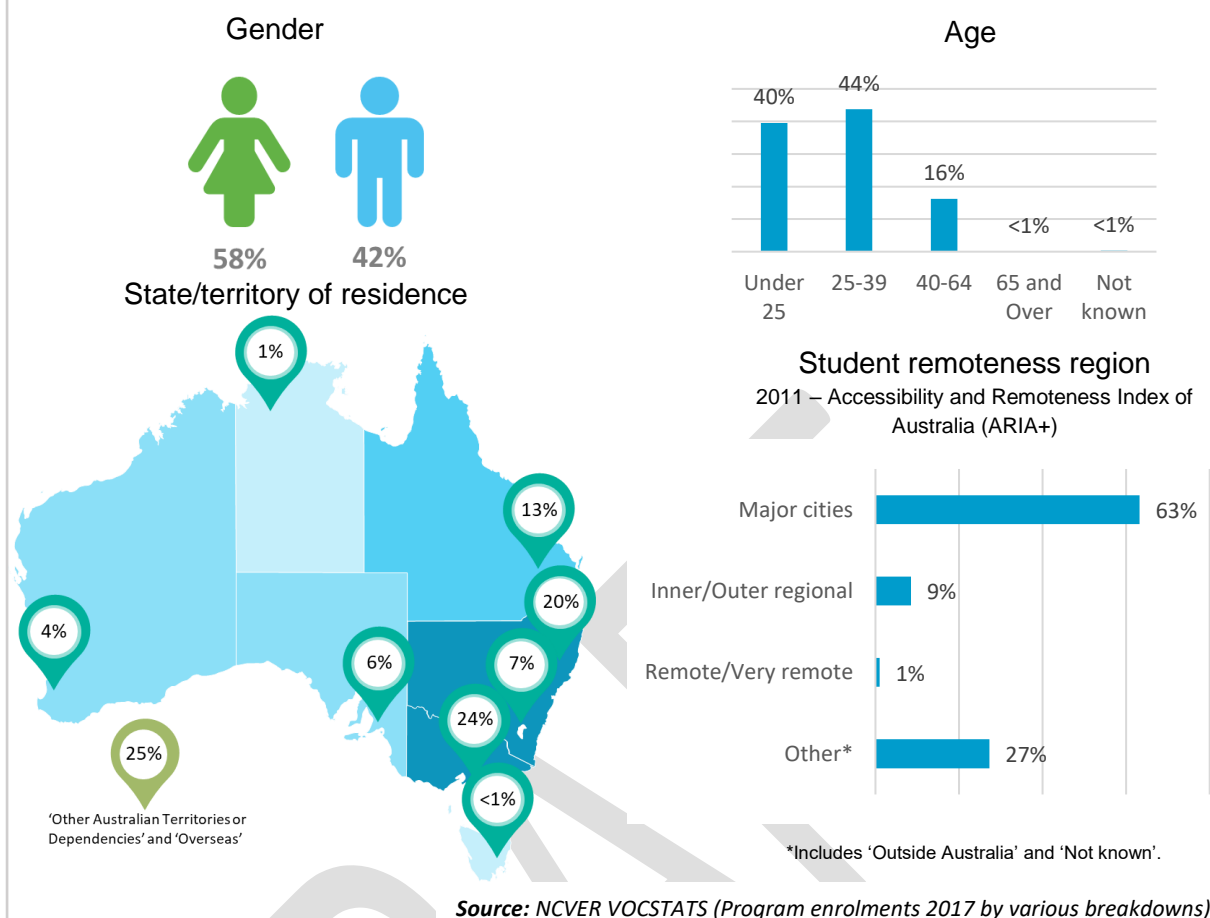 Gender
58%
42%
State/territory of residence
1%
13%
20%
4%
6%
7%
24%
25%
<1%
'Other Australian Territories or
Dependencies' and 'Overseas'
Age
40%
44%
16%
<1%
<1%
Under
25
25-39
40-64
65 and
Over
Not
known
Student remoteness region
2011 – Accessibility and Remoteness Index of
Australia (ARIA+)
Major cities
63%
Inner/Outer regional
9%
Remote/Very remote
1%
Other*
27%
*Includes 'Outside Australia' and 'Not known'.
Source: NCVER VOCSTATS (Program enrolments 2017 by various breakdowns)